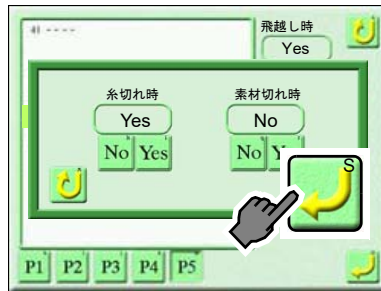 41 ----
飛越し時
Yes
糸切れ時
素材切れ時
Yes
No
No Yes
No
S
P1 P2 P3 P4 P5